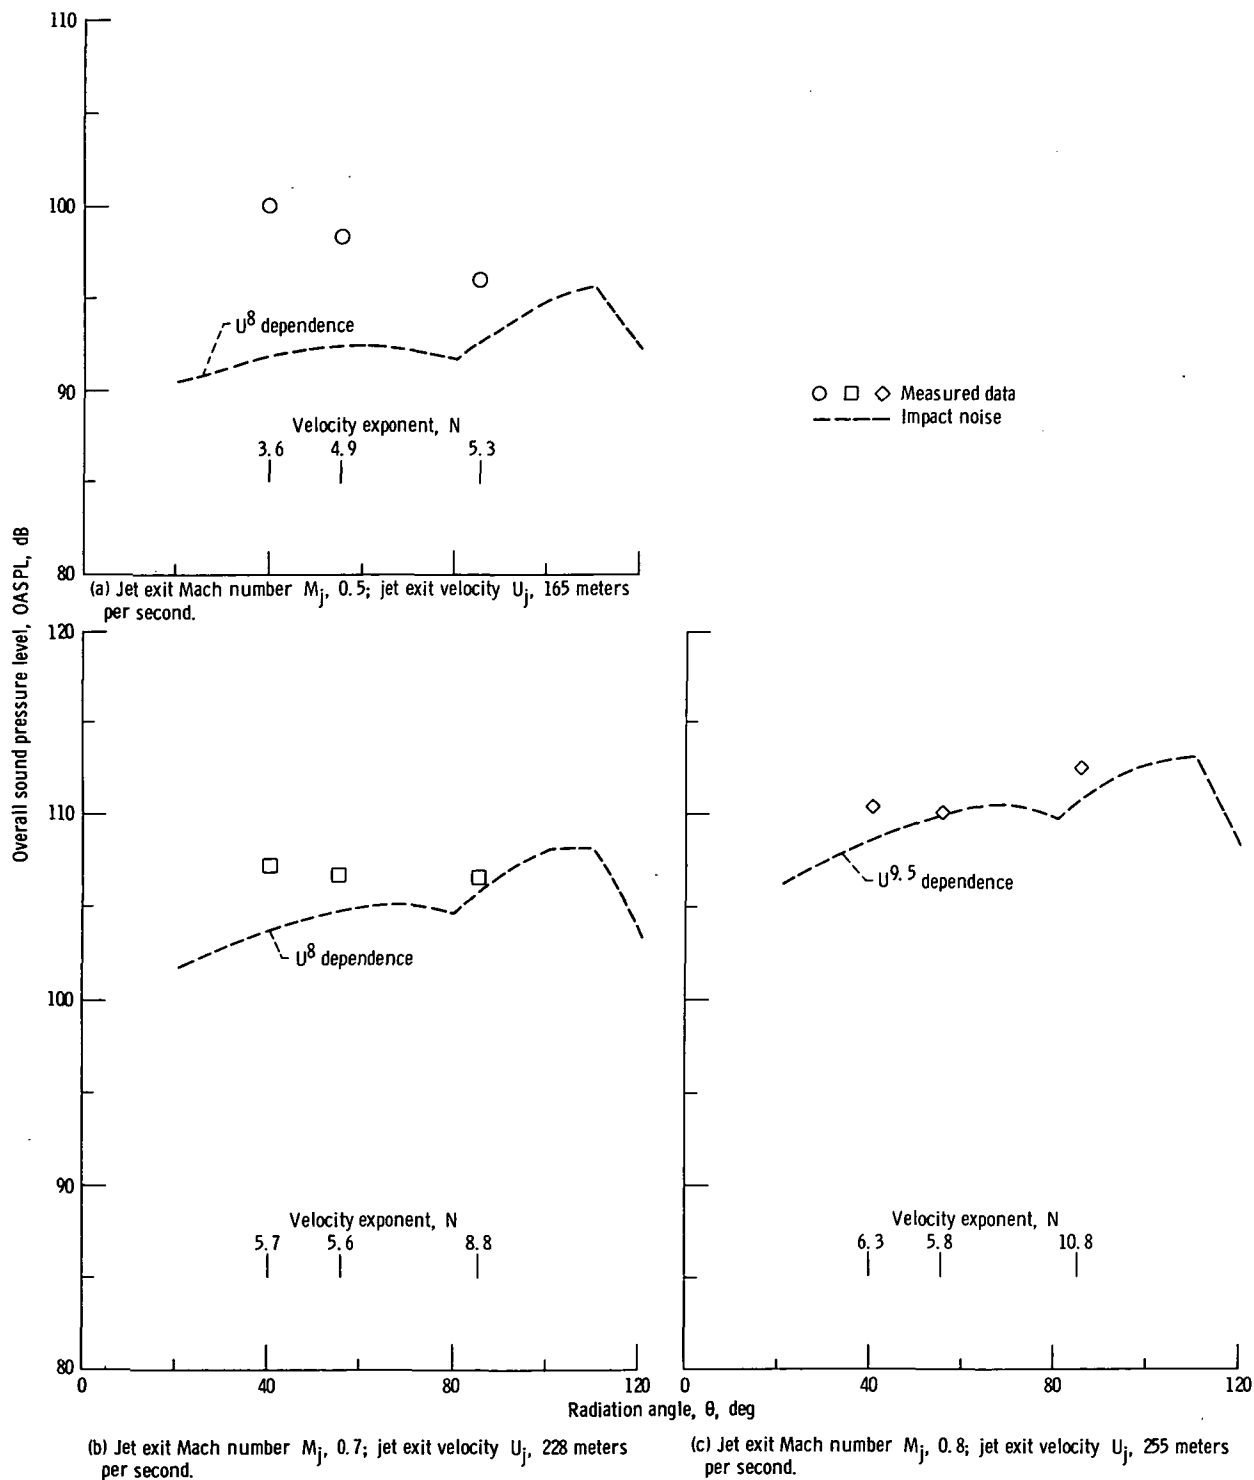 110
100
U8 dependence
90
○ □ ◇ Measured data
Impact noise
Velocity exponent, N
3.6 4.9 5.3
80
(a) Jet exit Mach number Mj, 0.5; jet exit velocity Uj, 165 meters
per second.
Overall sound pressure level, OASPL, dB
120
110
U9.5 dependence
U8 dependence
100
90
Velocity exponent, N
5.7 5.6 8.8
Velocity exponent, N
6.3 5.8 10.8
80
0 40 80 120
0 40 80 120
Radiation angle, θ, deg
(b) Jet exit Mach number Mj, 0.7; jet exit velocity Uj, 228 meters
per second.
(c) Jet exit Mach number Mj, 0.8; jet exit velocity Uj, 255 meters
per second.